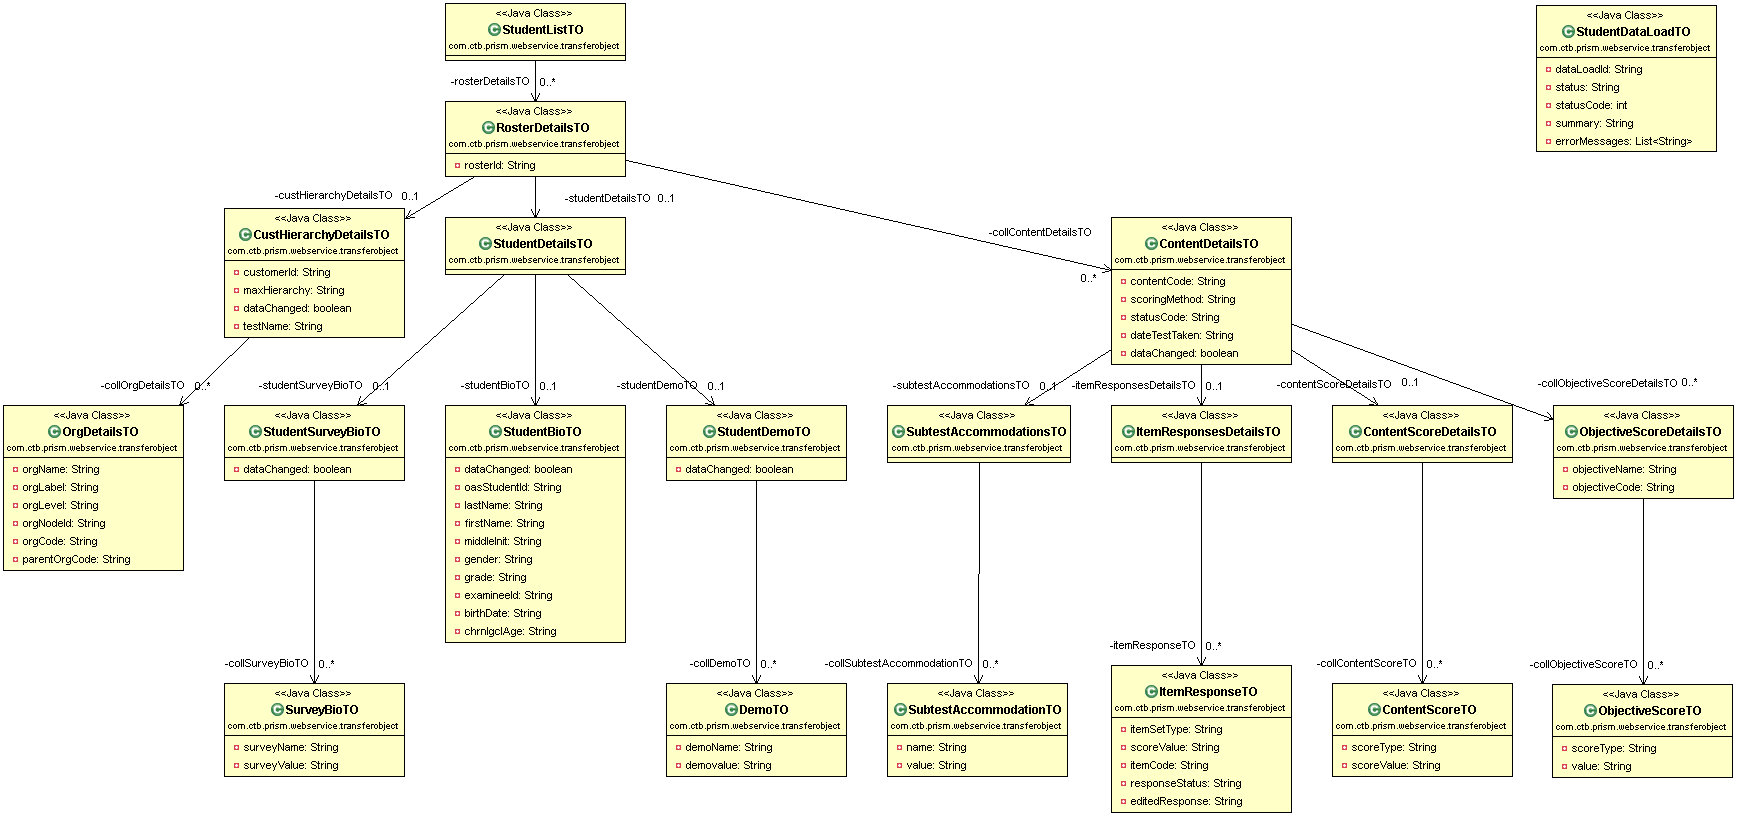 <<Java Class>>
StudentListTO
com.ctb.prism.webservice.transferobject
<<Java Class>>
StudentDataLoadTO
com.ctb.prism.webservice.transferobject
dataLoadId: String
status: String
statusCode: int
summary: String
errorMessages: List<String>
-rosterDetailsTO 0..*
<<Java Class>>
RosterDetailsTO
com.ctb.prism.webservice.transferobject
rosterId: String
-custHierarchyDetailsTO 0..1
-studentDetailsTO 0..1
-collContentDetailsTO
0..*
<<Java Class>>
CustHierarchyDetailsTO
com.ctb.prism.webservice.transferobject
customerId: String
maxHierarchy: String
dataChanged: boolean
testName: String
<<Java Class>>
StudentDetailsTO
com.ctb.prism.webservice.transferobject
<<Java Class>>
ContentDetailsTO
com.ctb.prism.webservice.transferobject
contentCode: String
scoringMethod: String
statusCode: String
dateTestTaken: String
dataChanged: boolean
-collOrgDetailsTO 0..*
-studentSurveyBioTO 0..1
-studentBioTO 0..1
-studentDemoTO 0..1
-subtestAccommodationsTO 0..1
-itemResponsesDetailsTO 0..1
-contentScoreDetailsTO 0..1
-collObjectiveScoreDetailsTO 0..*
<<Java Class>>
OrgDetailsTO
com.ctb.prism.webservice.transferobject
orgName: String
orgLabel: String
orgLevel: String
orgNodeId: String
orgCode: String
parentOrgCode: String
<<Java Class>>
StudentSurveyBioTO
com.ctb.prism.webservice.transferobject
dataChanged: boolean
<<Java Class>>
StudentBioTO
com.ctb.prism.webservice.transferobject
dataChanged: boolean
oasStudentId: String
lastName: String
firstName: String
middleInit: String
gender: String
grade: String
examineeId: String
birthDate: String
chrnlgclAge: String
<<Java Class>>
StudentDemoTO
com.ctb.prism.webservice.transferobject
dataChanged: boolean
<<Java Class>>
SubtestAccommodationsTO
com.ctb.prism.webservice.transferobject
<<Java Class>>
ItemResponsesDetailsTO
com.ctb.prism.webservice.transferobject
<<Java Class>>
ContentScoreDetailsTO
com.ctb.prism.webservice.transferobject
<<Java Class>>
ObjectiveScoreDetailsTO
com.ctb.prism.webservice.transferobject
objectiveName: String
objectiveCode: String
-collSurveyBioTO 0..*
-collDemoTO 0..*
-collSubtestAccommodationTO 0..*
-itemResponseTO 0..*
-collContentScoreTO 0..*
-collObjectiveScoreTO 0..*
<<Java Class>>
SurveyBioTO
com.ctb.prism.webservice.transferobject
surveyName: String
surveyValue: String
<<Java Class>>
DemoTO
com.ctb.prism.webservice.transferobject
demoName: String
demovalue: String
<<Java Class>>
SubtestAccommodationTO
com.ctb.prism.webservice.transferobject
name: String
value: String
<<Java Class>>
ItemResponseTO
com.ctb.prism.webservice.transferobject
itemSetType: String
scoreValue: String
itemCode: String
responseStatus: String
editedResponse: String
<<Java Class>>
ContentScoreTO
com.ctb.prism.webservice.transferobject
scoreType: String
scoreValue: String
<<Java Class>>
ObjectiveScoreTO
com.ctb.prism.webservice.transferobject
scoreType: String
value: String